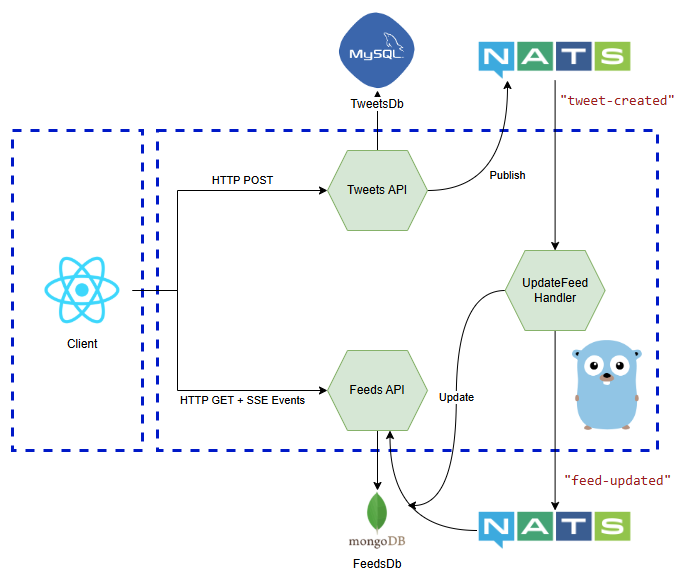 MySQL
TweetsDb
NATS
"tweet-created"
HTTP POST
Tweets API
Publish
UpdateFeed
Handler
Client
HTTP GET + SSE Events
Feeds API
Update
"feed-updated"
NATS
mongoDB
FeedsDb